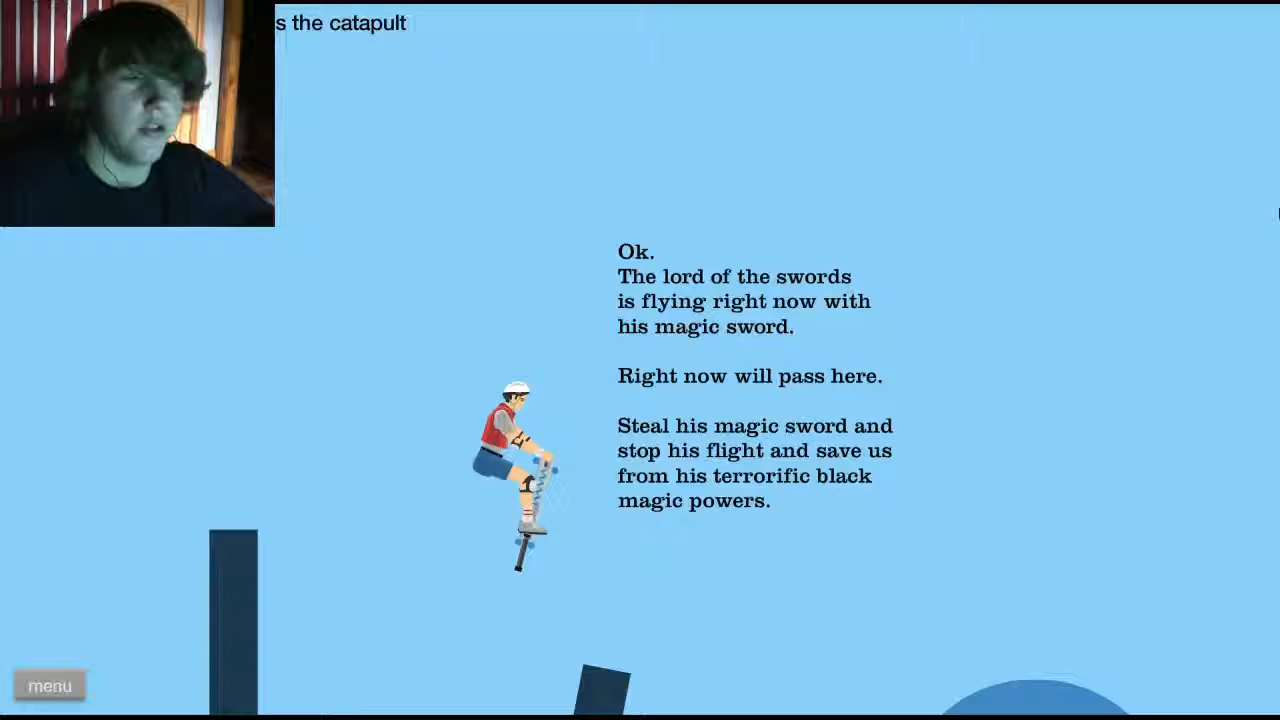 s the catapult
Ok.
The lord of the swords
is flying right now with
his magic sword.
Right now will pass here.
Steal his magic sword and
stop his flight and save us
from his terrorific black
magic powers.
menu